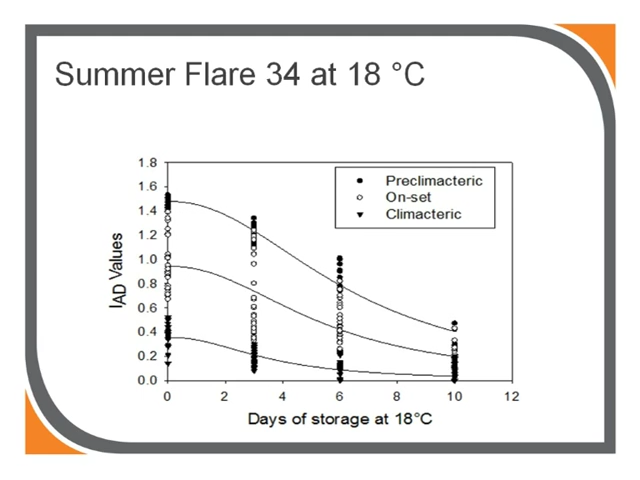 Summer Flare 34 at 18 °C
Preclimacteric
On-set
Climacteric
I_AD Values
1.8
1.6
1.4
1.2
1.0
0.8
0.6
0.4
0.2
0.0
0 2 4 6 8 10 12
Days of storage at 18°C